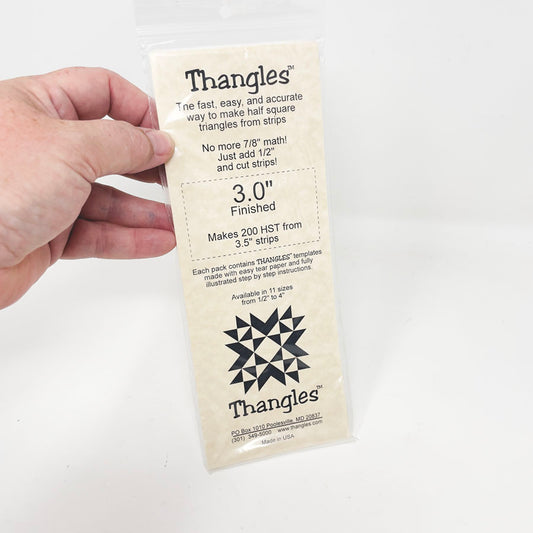 Thangles™
The fast, easy, and accurate
way to make half square
triangles from strips
No more 7/8" math!
Just add 1/2"
and cut strips!
3.0"
Finished
Makes 200 HST from
3.5" strips
Each pack contains THANGLES™ templates
made with easy tear paper and fully
illustrated step by step instructions.
Available in 11 sizes
from 1/2" to 4"
Thangles™
PO Box 1010 Poolesville, MD 20837
(301) 349-5000 www.thangles.com
Made in USA